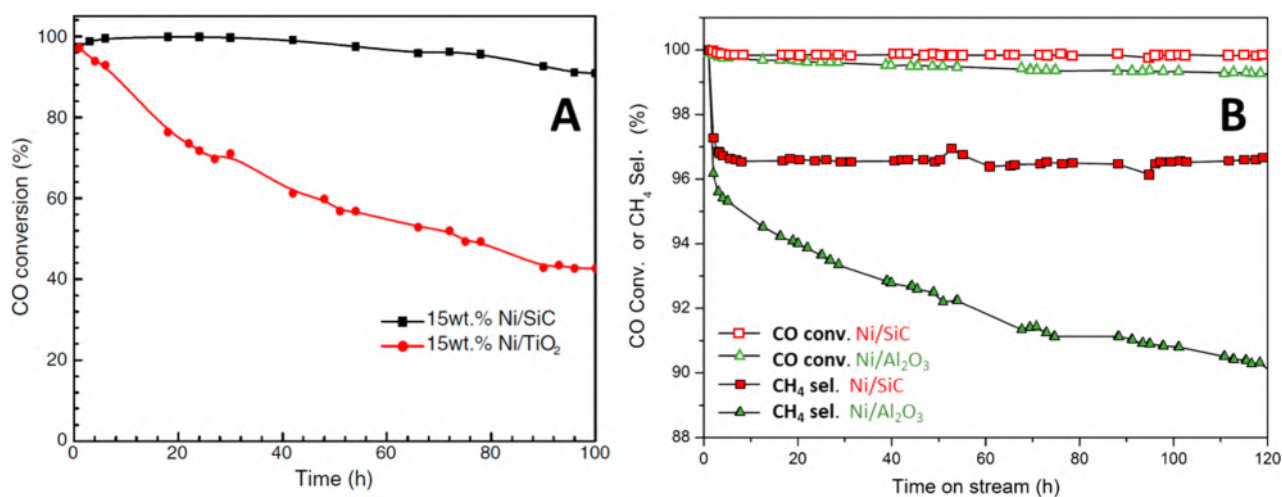 A
CO conversion (%)
100
80
60
40
20
0
15wt.% Ni/SiC
15wt.% Ni/TiO₂
0 20 40 60 80 100
Time (h)
B
CO Conv. or CH₄ Sel. (%)
100
98
96
94
92
90
88
CO conv. Ni/SiC
CO conv. Ni/Al₂O₃
CH₄ sel. Ni/SiC
CH₄ sel. Ni/Al₂O₃
0 20 40 60 80 100 120
Time on stream (h)